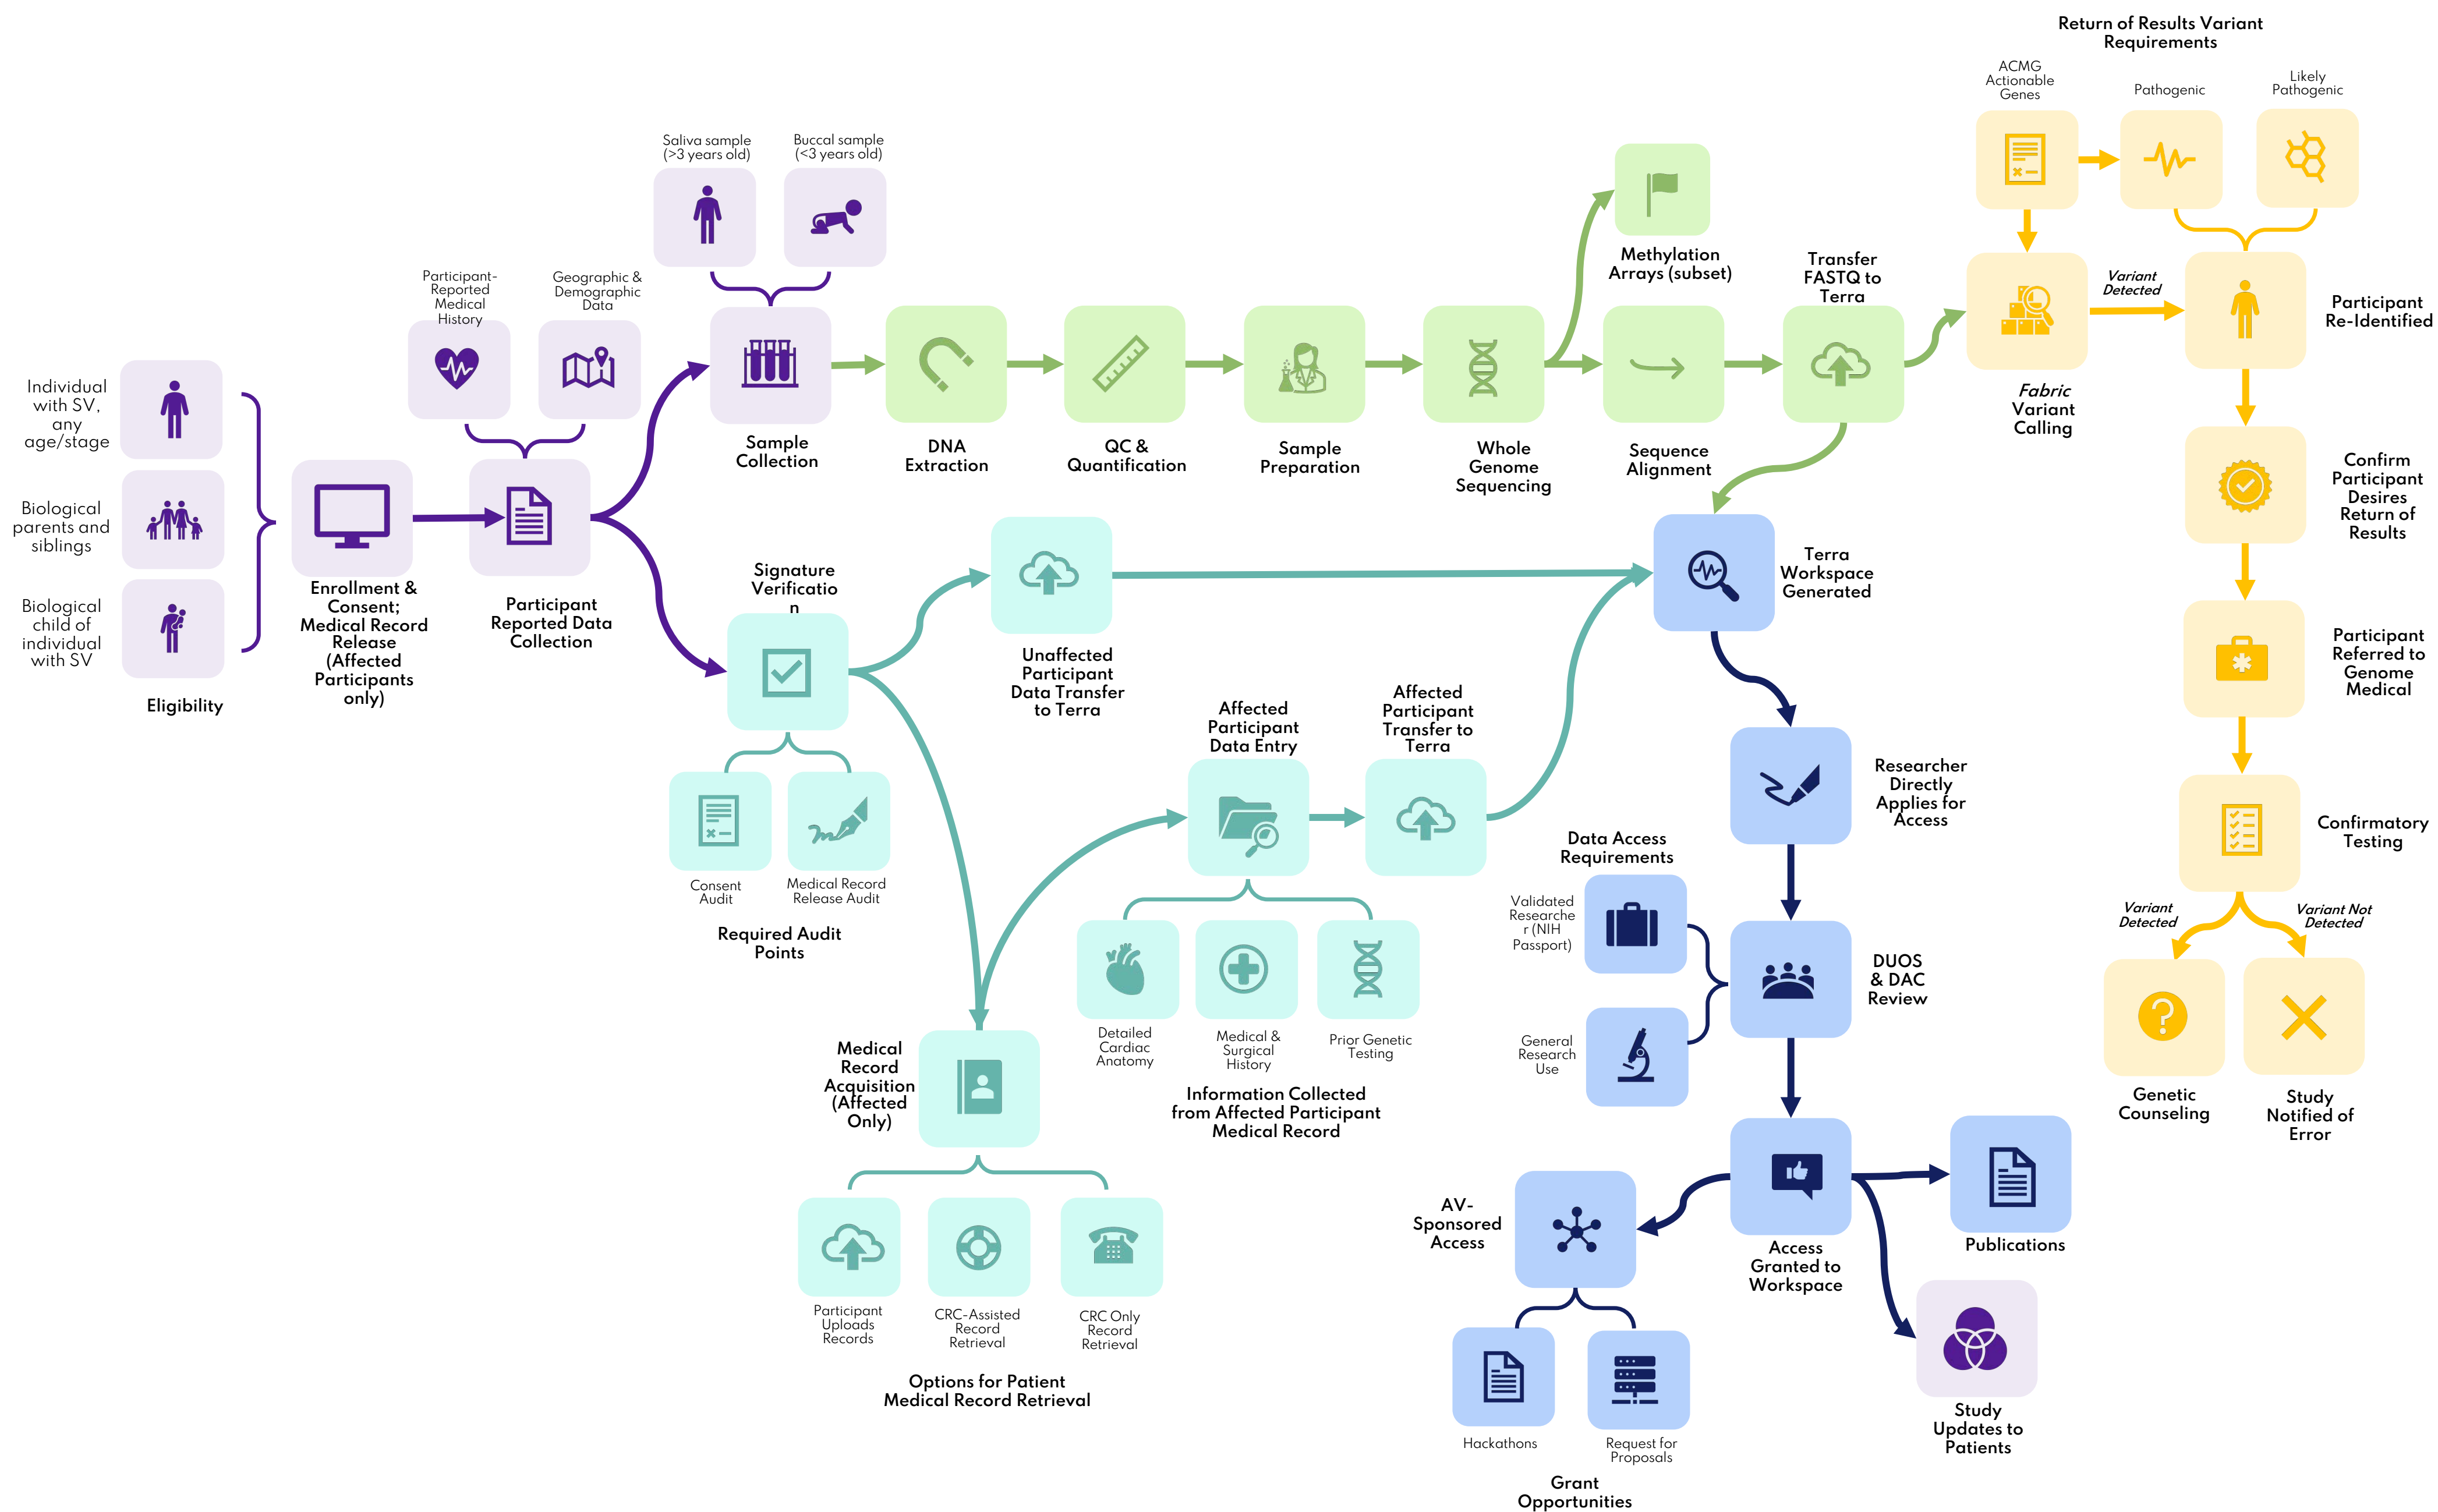 Return of Results Variant
Requirements
ACMG
Actionable
Genes
Pathogenic
Likely
Pathogenic
Saliva sample
(>3 years old)
Buccal sample
(<3 years old)
Participant-
Reported
Medical
History
Geographic &
Demographic
Data
Methylation
Arrays (subset)
Transfer
FASTQ to
Terra
Variant
Detected
Participant
Re-Identified
Individual
with SV,
any
age/stage
Biological
parents and
siblings
Biological
child of
individual
with SV
Eligibility
Enrollment &
Consent;
Medical Record
Release
(Affected
Participants
only)
Participant
Reported Data
Collection
Sample
Collection
DNA
Extraction
QC &
Quantification
Sample
Preparation
Whole
Genome
Sequencing
Sequence
Alignment
Fabric
Variant
Calling
Confirm
Participant
Desires
Return of
Results
Participant
Referred to
Genome
Medical
Confirmatory
Testing
Variant
Detected
Variant Not
Detected
Genetic
Counseling
Study
Notified of
Error
Signature
Verificatio
n
Unaffected
Participant
Data Transfer
to Terra
Terra
Workspace
Generated
Consent
Audit
Medical Record
Release Audit
Required Audit
Points
Affected
Participant
Data Entry
Affected
Participant
Transfer to
Terra
Detailed
Cardiac
Anatomy
Medical &
Surgical
History
Prior Genetic
Testing
Information Collected
from Affected Participant
Medical Record
Medical
Record
Acquisition
(Affected
Only)
Participant
Uploads
Records
CRC-Assisted
Record
Retrieval
CRC Only
Record
Retrieval
Options for Patient
Medical Record Retrieval
Researcher
Directly
Applies for
Access
Data Access
Requirements
Validated
Researche
r (NIH
Passport)
General
Research
Use
DUOS
& DAC
Review
Access
Granted to
Workspace
AV-
Sponsored
Access
Publications
Study
Updates to
Patients
Hackathons
Request for
Proposals
Grant
Opportunities